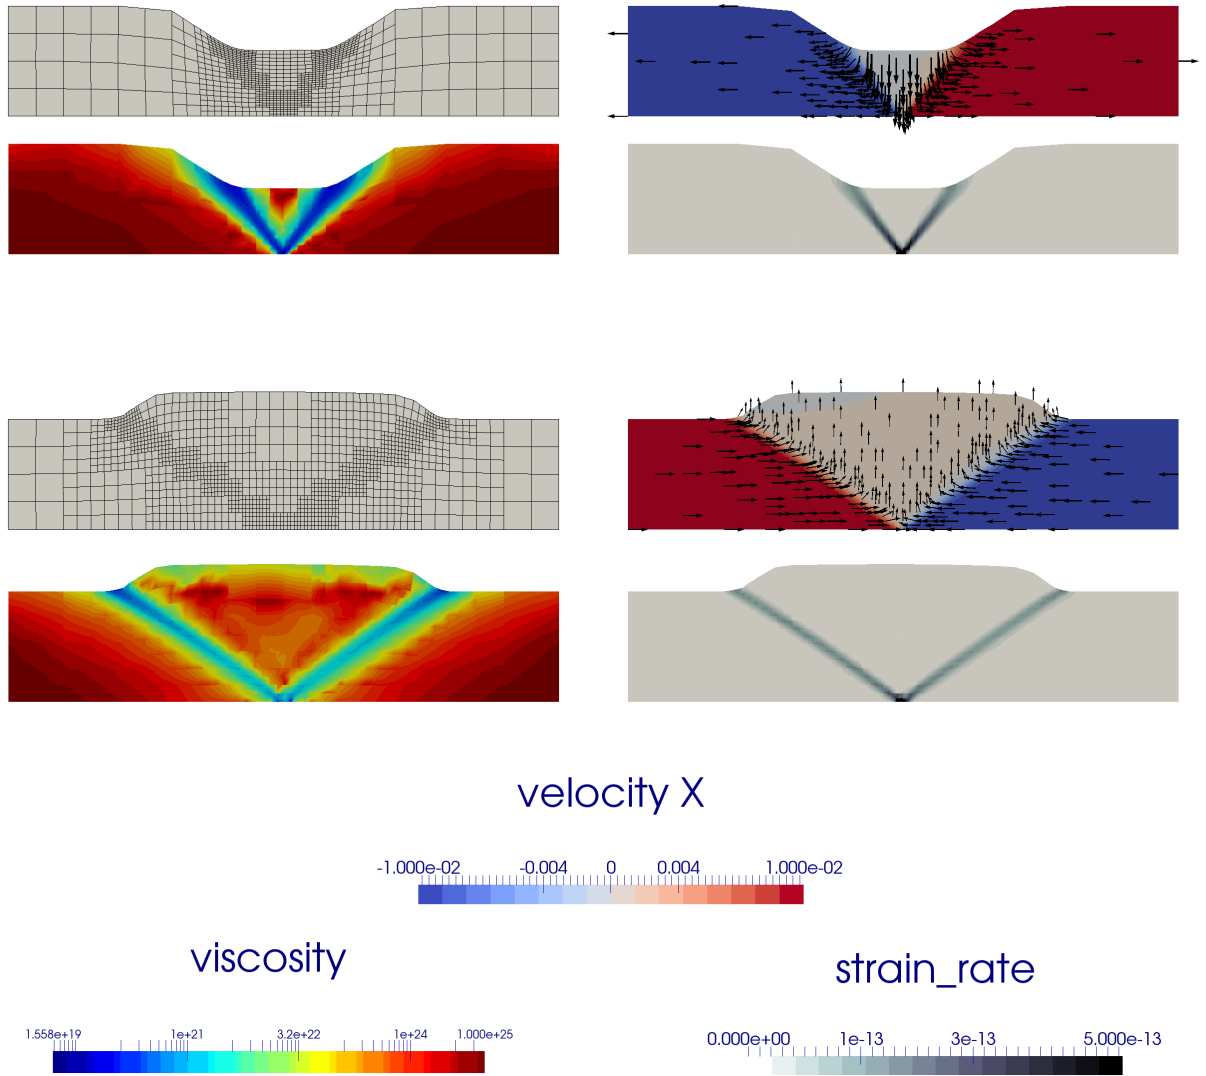 velocity X
-1.000e-02 -0.004 0 0.004 1.000e-02
viscosity
strain_rate
1.558e+19 1e+21 3.2e+22 1e+24 1.000e+25
0.000e+00 1e-13 3e-13 5.000e-13